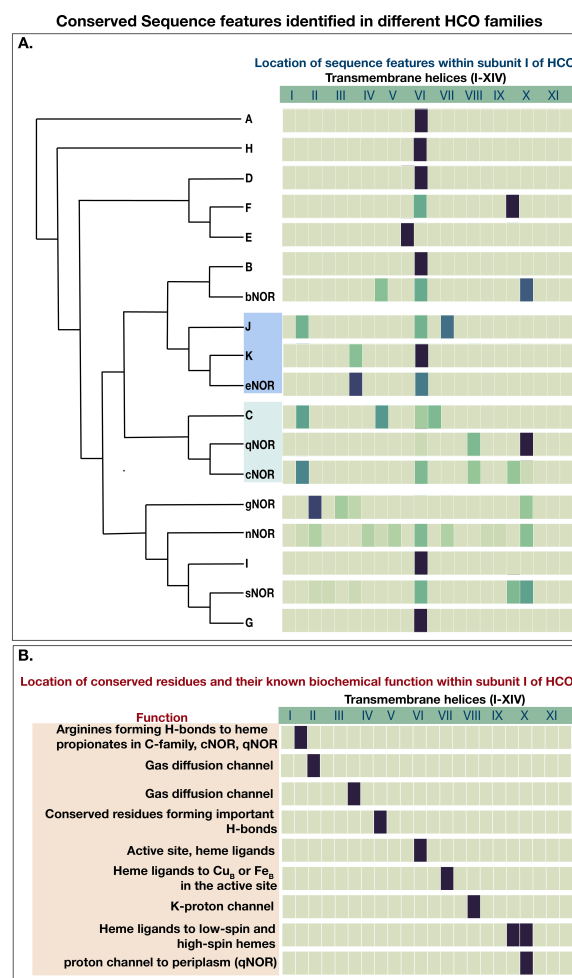 Conserved Sequence features identified in different HCO families
A.
Location of sequence features within subunit I of HCO
Transmembrane helices (I-XIV)
I II III IV V VI VII VIII IX X XI
A
H
D
F
E
B
bNOR
J
K
eNOR
C
qNOR
cNOR
gNOR
nNOR
I
sNOR
G
B.
Location of conserved residues and their known biochemical function within subunit I of HCO
Transmembrane helices (I-XIV)
Function
I II III IV V VI VII VIII IX X XI
Arginines forming H-bonds to heme
propionates in C-family, cNOR, qNOR
Gas diffusion channel
Gas diffusion channel
Conserved residues forming important
H-bonds
Active site, heme ligands
Heme ligands to CuB or FeB
in the active site
K-proton channel
Heme ligands to low-spin and
high-spin hemes
proton channel to periplasm (qNOR)